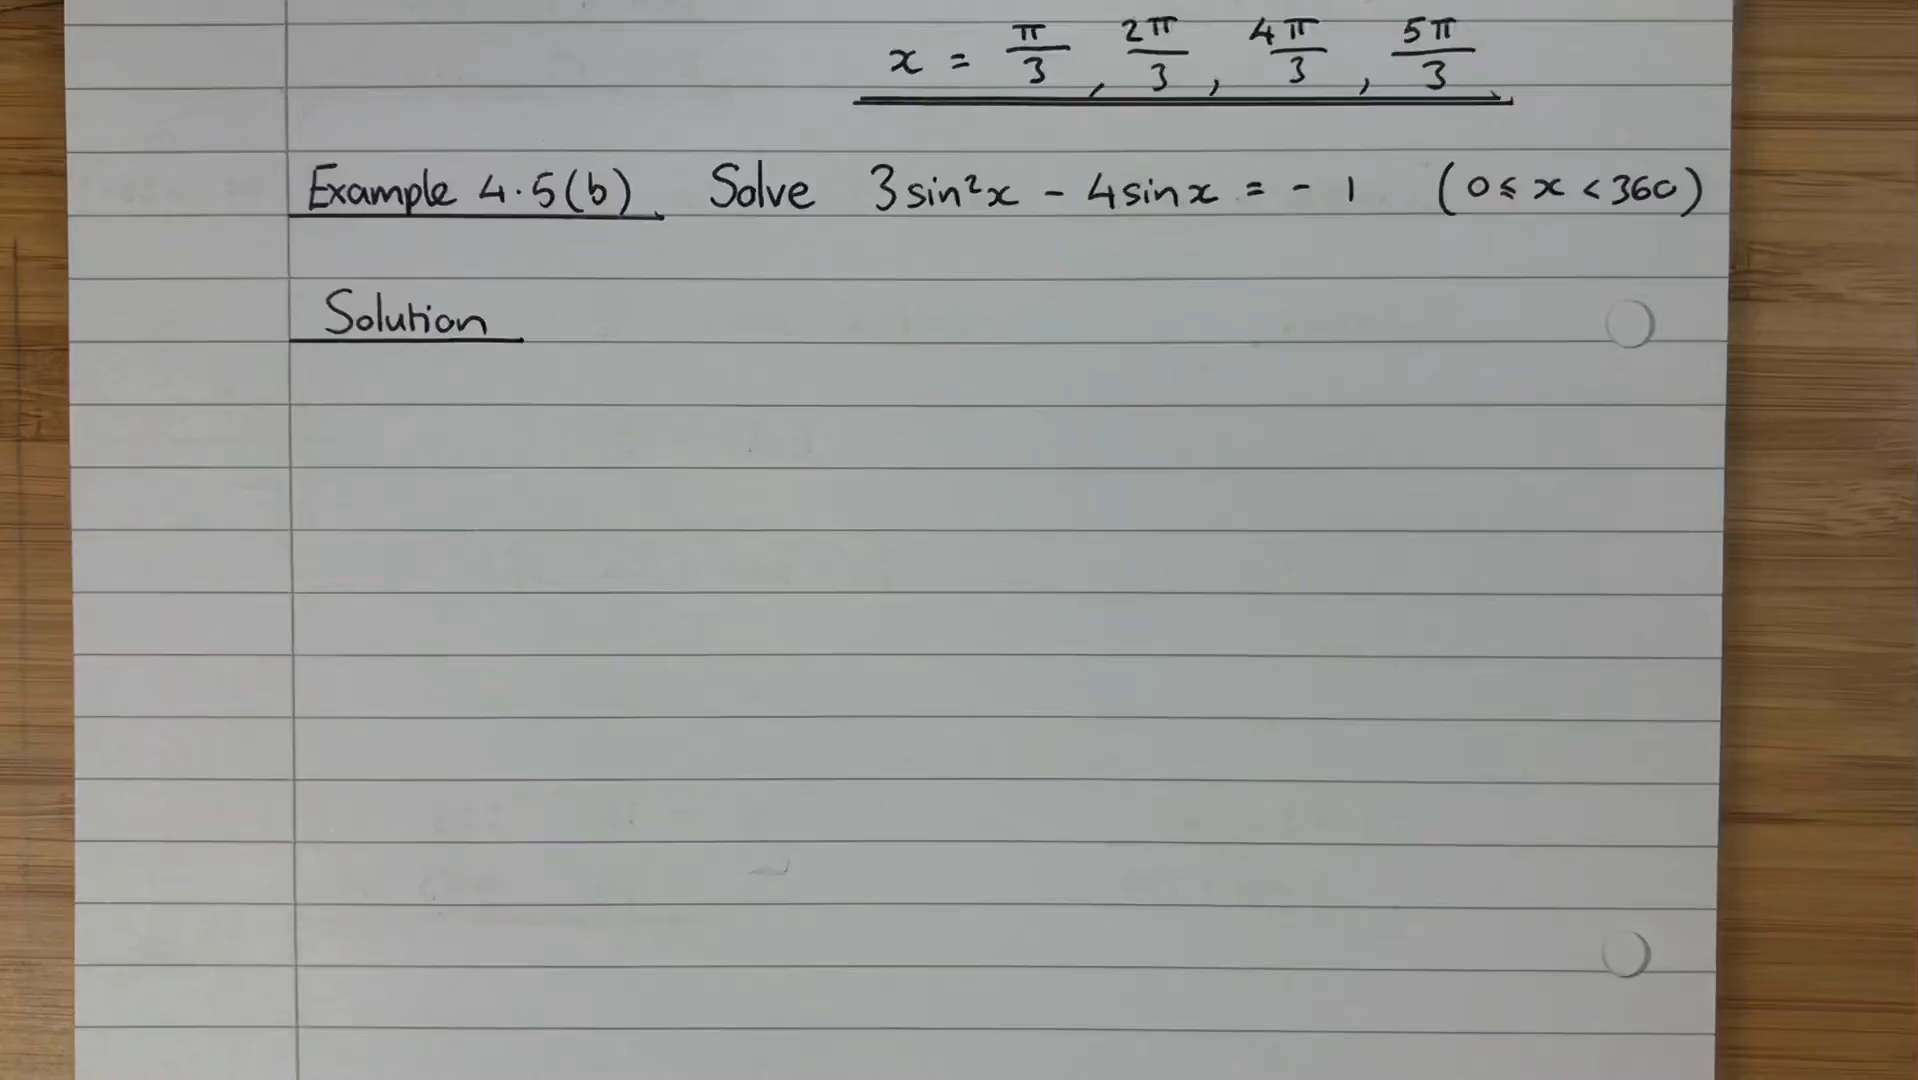 x = π/3 , 2π/3 , 4π/3 , 5π/3
Example 4.5(b) Solve 3sin²x - 4sinx = -1 (0≤ x < 360)
Solution